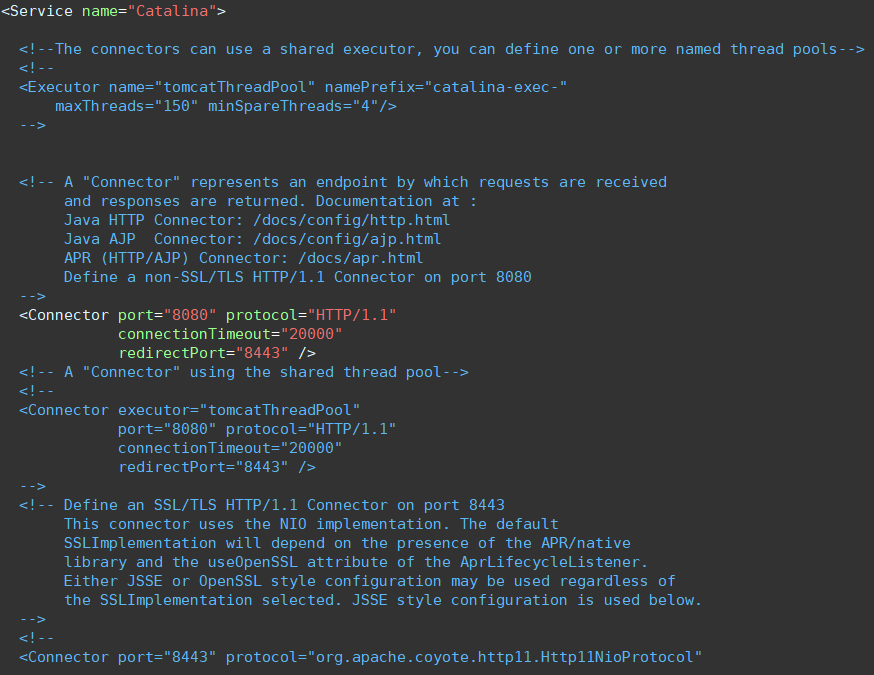 <Service name="Catalina">
<!--The connectors can use a shared executor, you can define one or more named thread pools-->
<!--
<Executor name="tomcatThreadPool" namePrefix="catalina-exec-"
maxThreads="150" minSpareThreads="4"/>
-->
<!-- A "Connector" represents an endpoint by which requests are received
and responses are returned. Documentation at :
Java HTTP Connector: /docs/config/http.html
Java AJP  Connector: /docs/config/ajp.html
APR (HTTP/AJP) Connector: /docs/apr.html
Define a non-SSL/TLS HTTP/1.1 Connector on port 8080
-->
<Connector port="8080" protocol="HTTP/1.1"
connectionTimeout="20000"
redirectPort="8443" />
<!-- A "Connector" using the shared thread pool-->
<!--
<Connector executor="tomcatThreadPool"
port="8080" protocol="HTTP/1.1"
connectionTimeout="20000"
redirectPort="8443" />
-->
<!-- Define an SSL/TLS HTTP/1.1 Connector on port 8443
This connector uses the NIO implementation. The default
SSLImplementation will depend on the presence of the APR/native
library and the useOpenSSL attribute of the AprLifecycleListener.
Either JSSE or OpenSSL style configuration may be used regardless of
the SSLImplementation selected. JSSE style configuration is used below.
-->
<!--
<Connector port="8443" protocol="org.apache.coyote.http11.Http11NioProtocol"